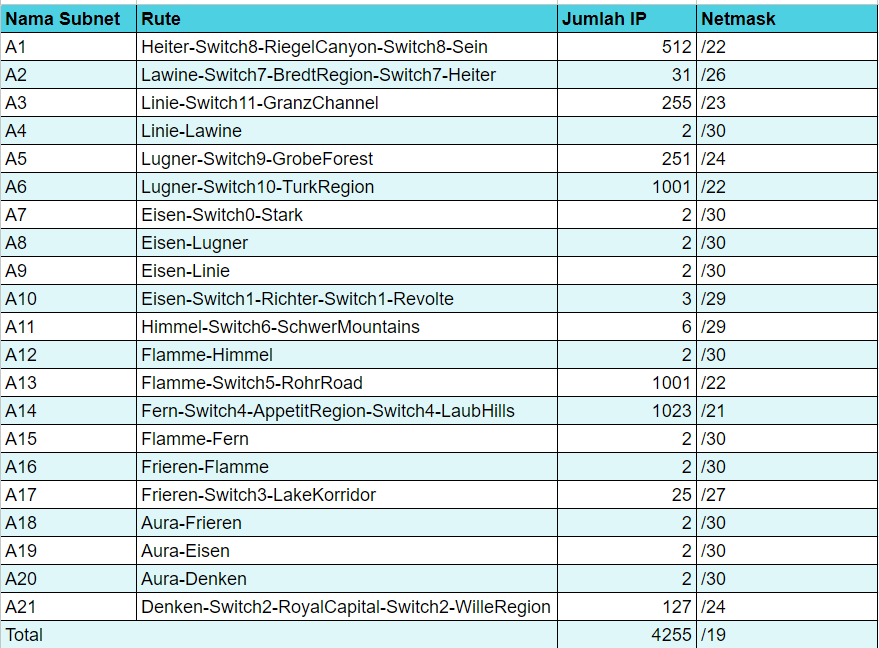 Nama Subnet Rute Jumlah IP Netmask
A1 Heiter-Switch8-RiegelCanyon-Switch8-Sein 512 /22
A2 Lawine-Switch7-BredtRegion-Switch7-Heiter 31 /26
A3 Linie-Switch11-GranzChannel 255 /23
A4 Linie-Lawine 2 /30
A5 Lugner-Switch9-GrobeForest 251 /24
A6 Lugner-Switch10-TurkRegion 1001 /22
A7 Eisen-Switch0-Stark 2 /30
A8 Eisen-Lugner 2 /30
A9 Eisen-Linie 2 /30
A10 Eisen-Switch1-Richter-Switch1-Revolte 3 /29
A11 Himmel-Switch6-SchwerMountains 6 /29
A12 Flamme-Himmel 2 /30
A13 Flamme-Switch5-RohrRoad 1001 /22
A14 Fern-Switch4-AppetitRegion-Switch4-LaubHills 1023 /21
A15 Flamme-Fern 2 /30
A16 Frieren-Flamme 2 /30
A17 Frieren-Switch3-LakeKorridor 25 /27
A18 Aura-Frieren 2 /30
A19 Aura-Eisen 2 /30
A20 Aura-Denken 2 /30
A21 Denken-Switch2-RoyalCapital-Switch2-WilleRegion 127 /24
Total 4255 /19